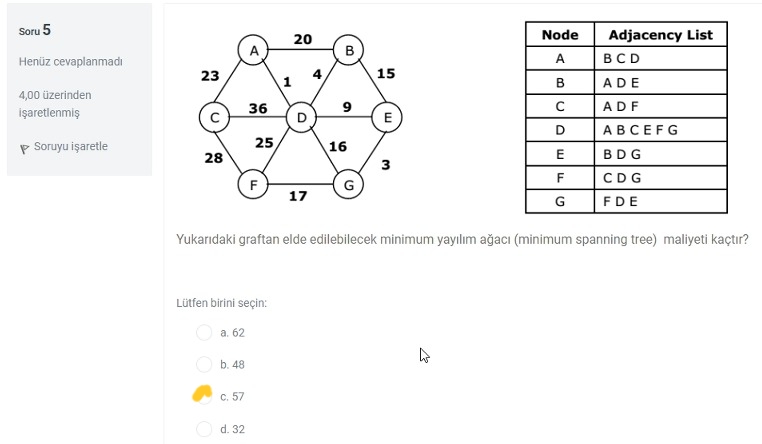 Soru 5
Henüz cevaplanmadı
4,00 üzerinden
işaretlenmiş
Soruyu işaretle
20
A
B
23
1
4
15
36
9
C
D
E
25
16
28
3
F
G
17
Node Adjacency List
A B C D
B A D E
C A D F
D A B C E F G
E B D G
F C D G
G F D E
Yukarıdaki graftan elde edilebilecek minimum yayılım ağacı (minimum spanning tree) maliyeti kaçtır?
Lütfen birini seçin:
a. 62
b. 48
c. 57
d. 32